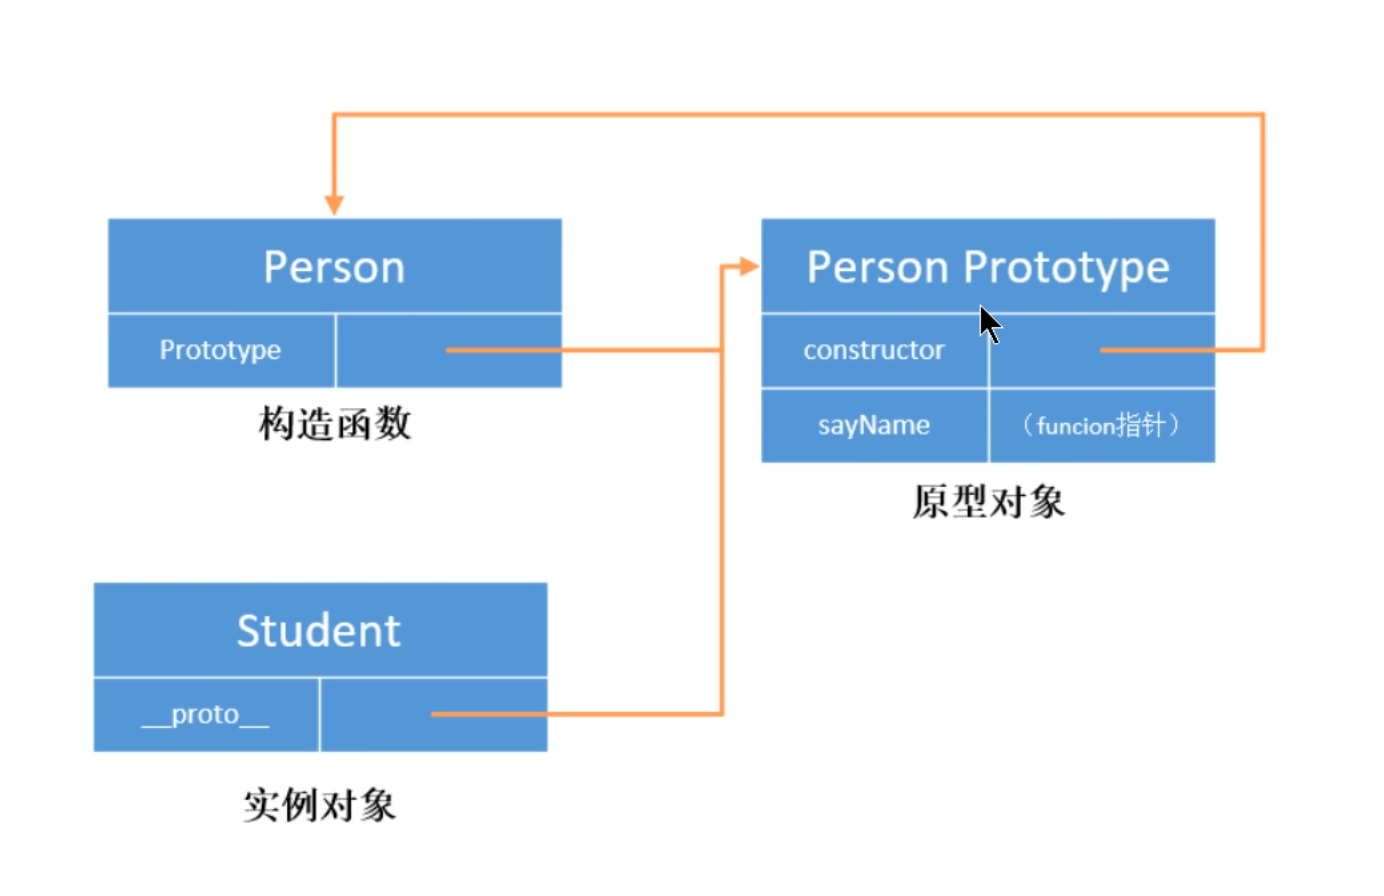 Person
Prototype
构造函数
Person Prototype
constructor
sayName
（funcion指针）
原型对象
Student
__proto__
实例对象